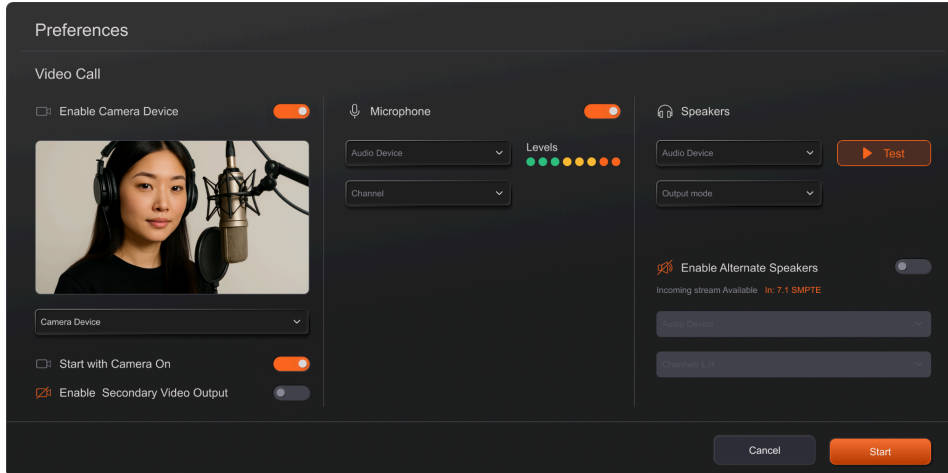 Preferences
Video Call
Enable Camera Device
Camera Device
Start with Camera On
Enable Secondary Video Output
Microphone
Audio Device
Levels
Channel
Speakers
Audio Device
Test
Output mode
Enable Alternate Speakers
Incoming stream Available In: 7.1 SMPTE
Audio Device
Channels L R
Cancel
Start